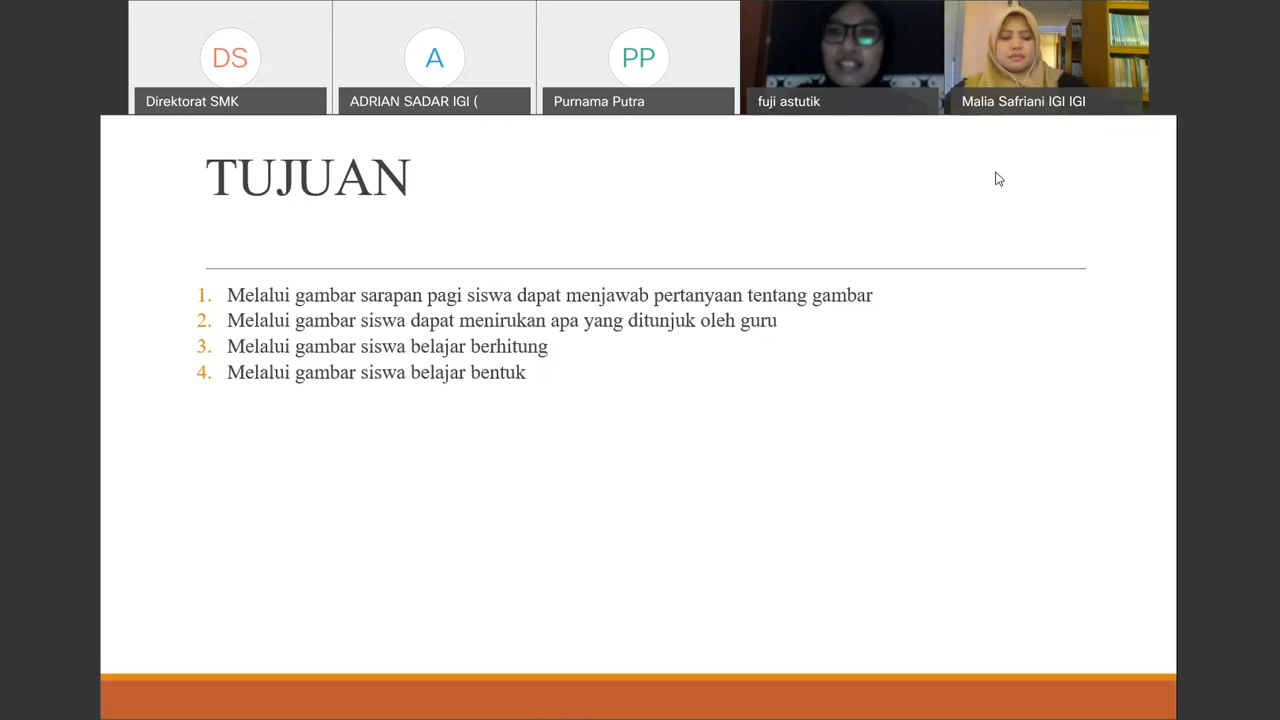 DS
A
PP
Direktorat SMK
ADRIAN SADAR IGI (
Purnama Putra
fuji astutik
Malia Safriani IGI IGI
TUJUAN
1. Melalui gambar sarapan pagi siswa dapat menjawab pertanyaan tentang gambar
2. Melalui gambar siswa dapat menirukan apa yang ditunjuk oleh guru
3. Melalui gambar siswa belajar berhitung
4. Melalui gambar siswa belajar bentuk